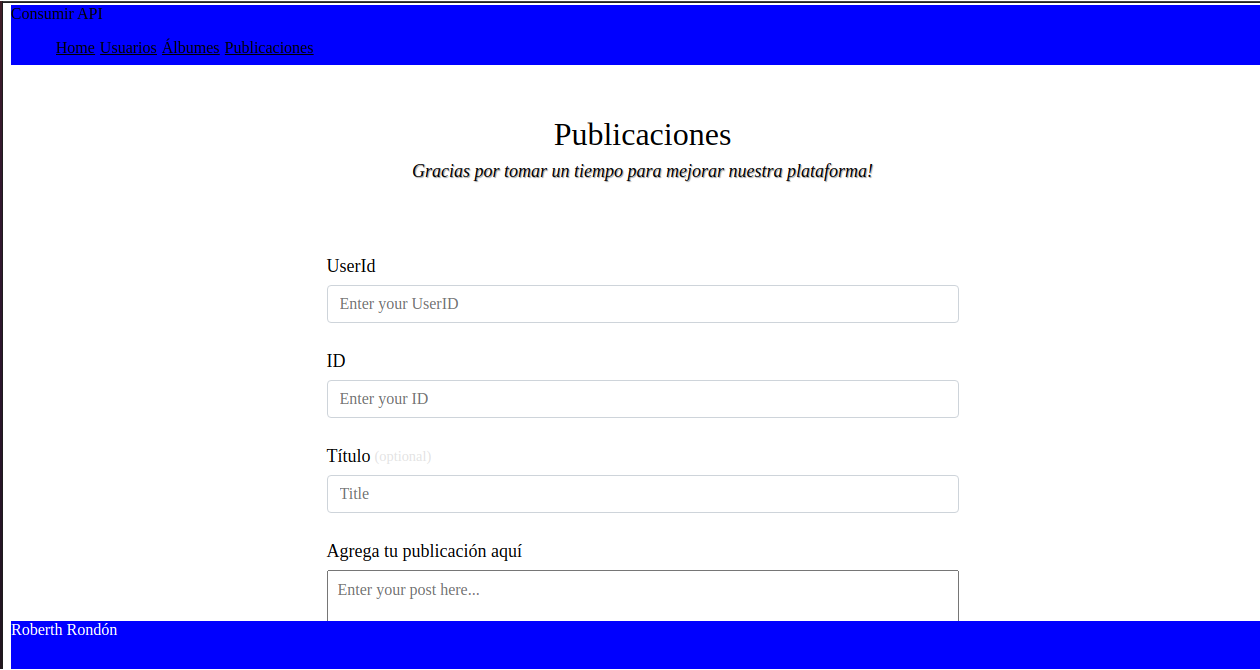 Consumir API
Home Usuarios Álbumes Publicaciones
Publicaciones
Gracias por tomar un tiempo para mejorar nuestra plataforma!
UserId
Enter your UserID
ID
Enter your ID
Título (optional)
Title
Agrega tu publicación aquí
Enter your post here...
Roberth Rondón